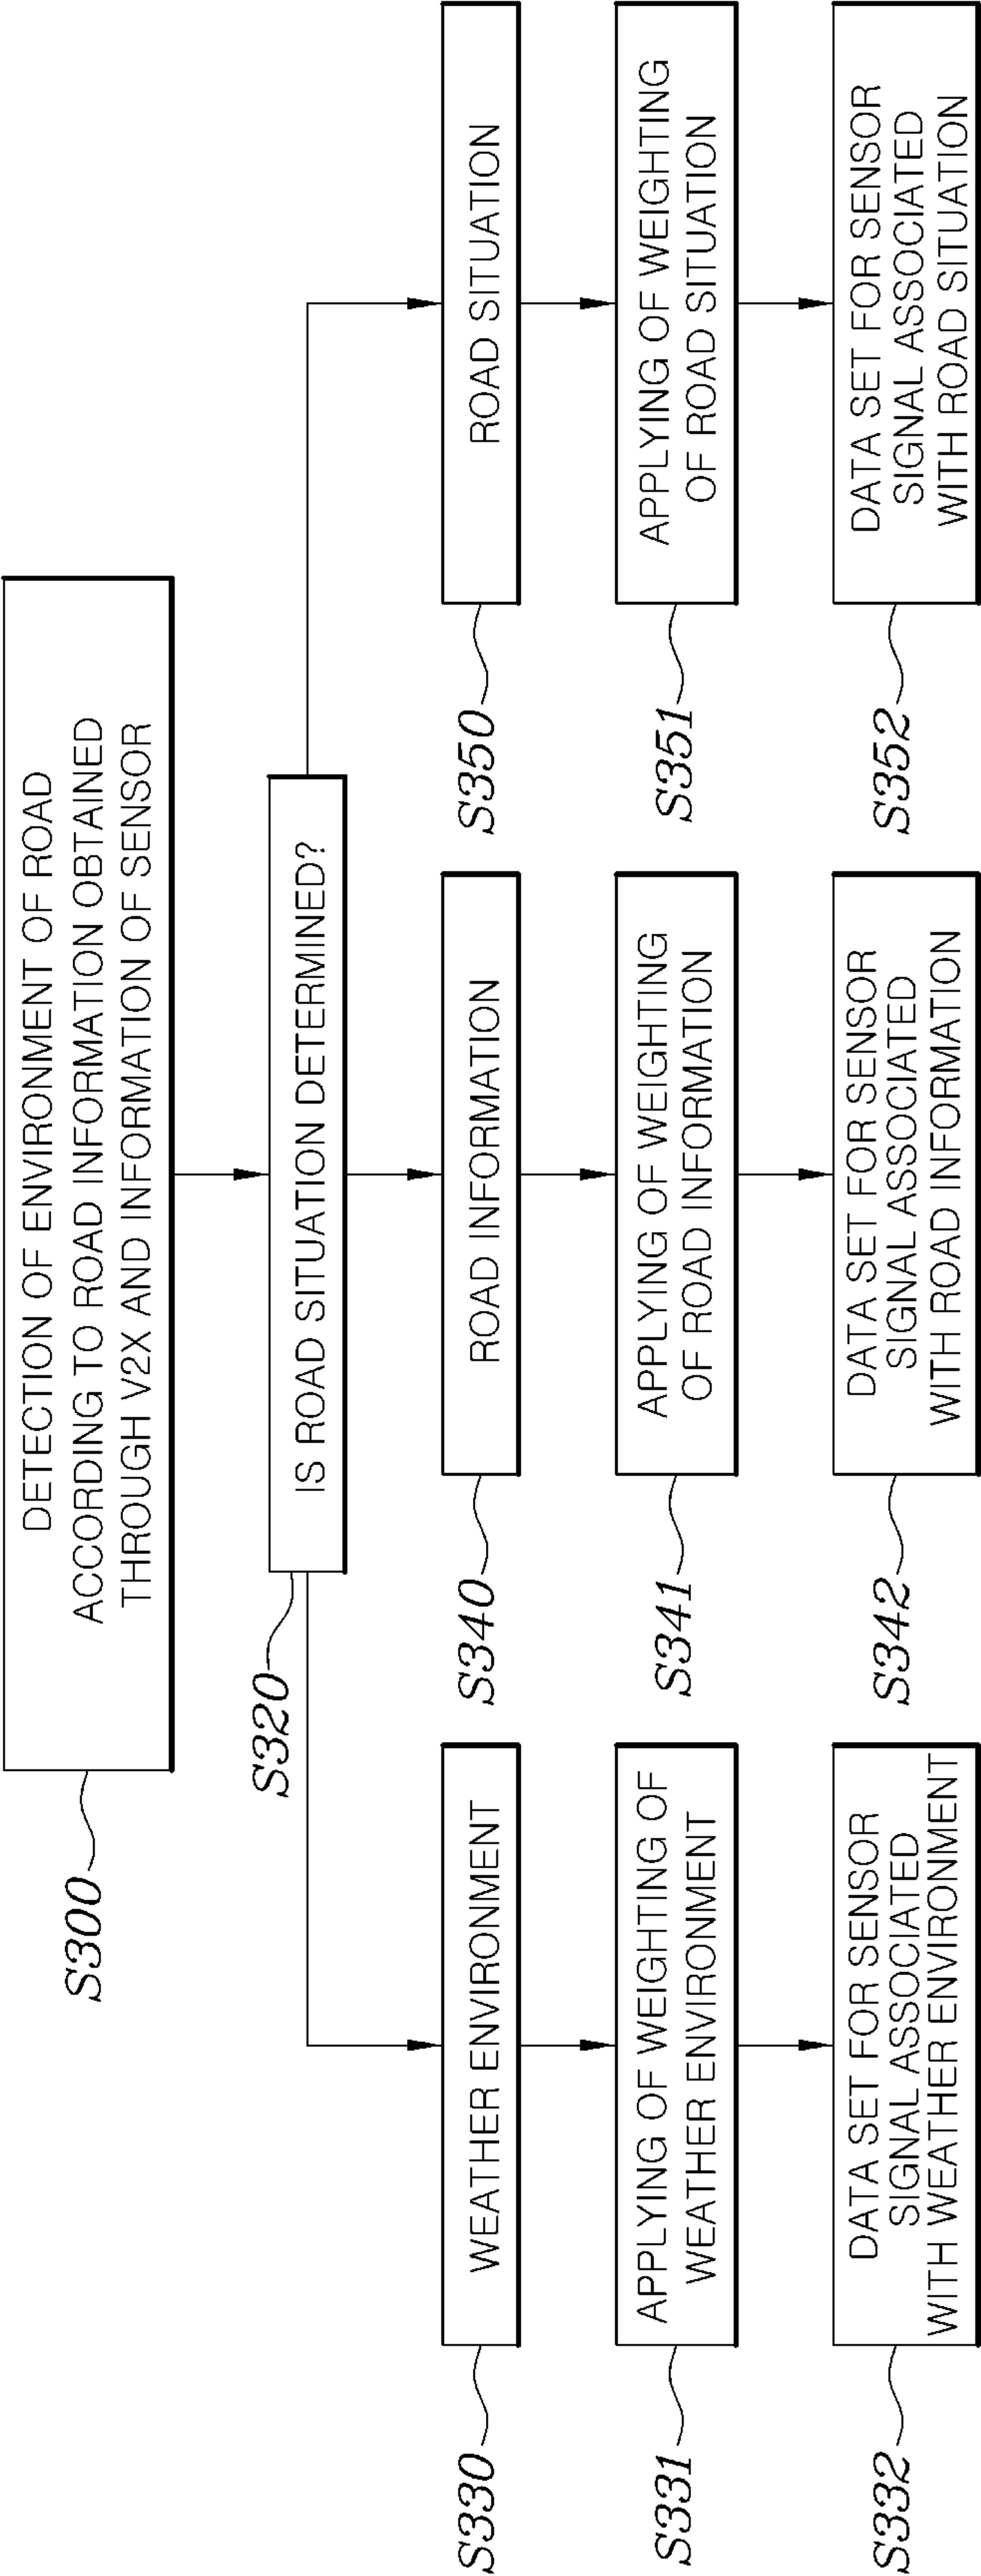 DETECTION OF ENVIRONMENT OF ROAD
ACCORDING TO ROAD INFORMATION OBTAINED
THROUGH V2X AND INFORMATION OF SENSOR
S300
IS ROAD SITUATION DETERMINED?
S320
WEATHER ENVIRONMENT
S330
ROAD INFORMATION
S340
ROAD SITUATION
S350
APPLYING OF WEIGHTING OF
WEATHER ENVIRONMENT
S331
APPLYING OF WEIGHTING
OF ROAD INFORMATION
S341
APPLYING OF WEIGHTING
OF ROAD SITUATION
S351
DATA SET FOR SENSOR
SIGNAL ASSOCIATED
WITH WEATHER ENVIRONMENT
S332
DATA SET FOR SENSOR
SIGNAL ASSOCIATED
WITH ROAD INFORMATION
S342
DATA SET FOR SENSOR
SIGNAL ASSOCIATED
WITH ROAD SITUATION
S352